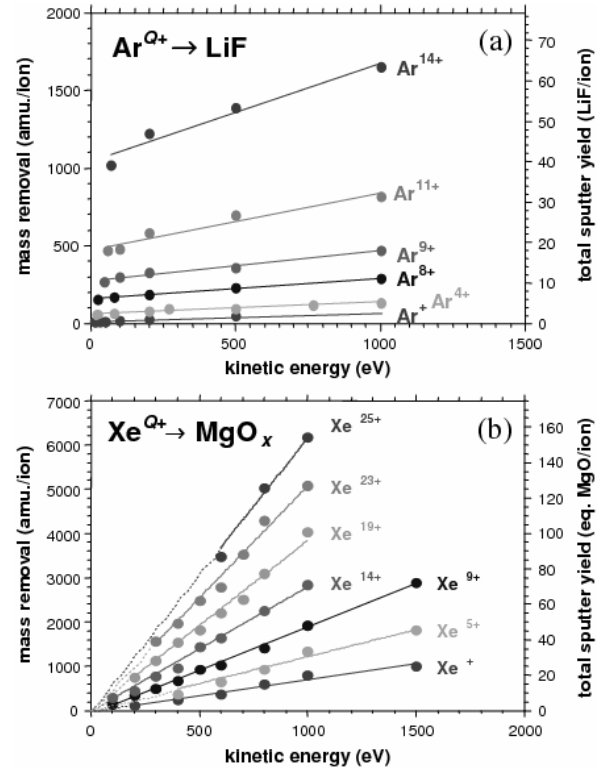 Ar^Q+ → LiF
(a)
mass removal (amu./ion)
2000
1500
1000
500
0
Ar^14+
Ar^11+
Ar^9+
Ar^8+
Ar^4+
Ar^+
total sputter yield (LiF/ion)
70
60
50
40
30
20
10
0
0
500
1000
1500
kinetic energy (eV)
Xe^Q+ → MgO_x
(b)
mass removal (amu./ion)
7000
6000
5000
4000
3000
2000
1000
0
Xe^25+
Xe^23+
Xe^19+
Xe^14+
Xe^9+
Xe^5+
Xe^+
total sputter yield (eq. MgO/ion)
160
140
120
100
80
60
40
20
0
0
500
1000
1500
2000
kinetic energy (eV)